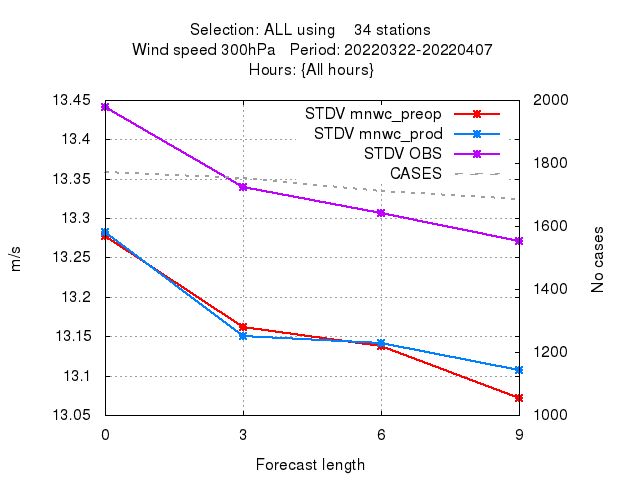 Selection: ALL using    34 stations
Wind speed 300hPa   Period: 20220322-20220407
Hours: {All hours}
13.45
13.4
13.35
13.3
13.25
13.2
13.15
13.1
13.05
2000
1800
1600
1400
1200
1000
STDV mnwc_preop
STDV mnwc_prod
STDV OBS
CASES
m/s
No cases
0 3 6 9
Forecast length